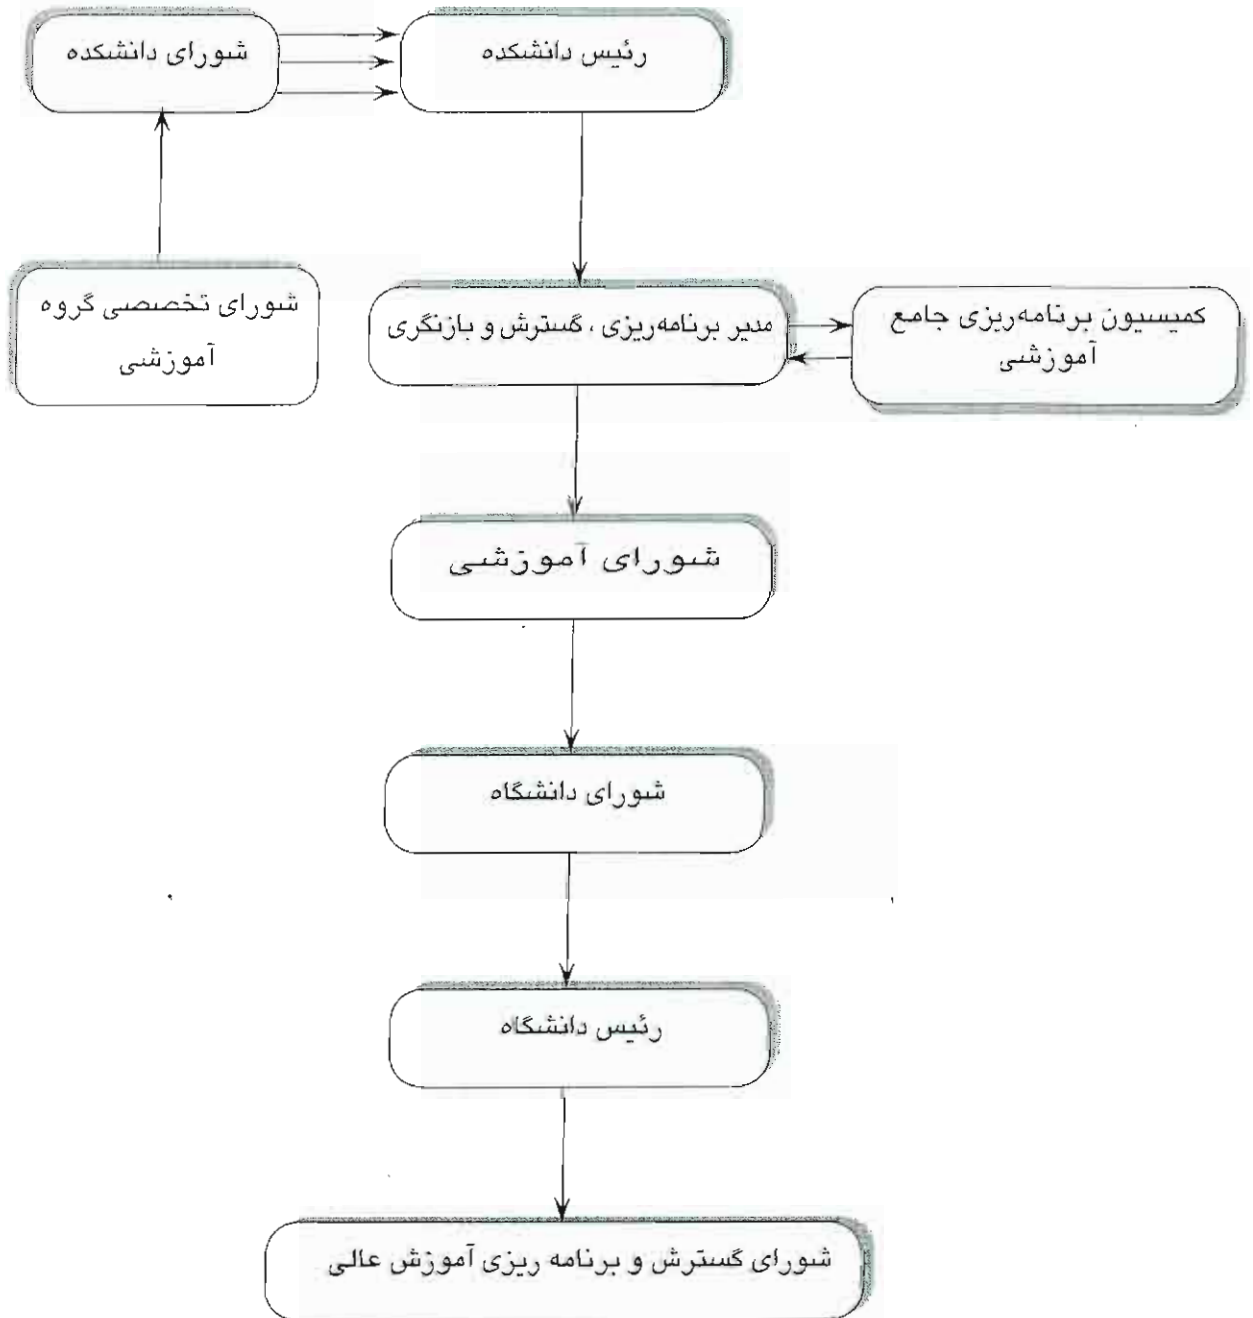 شورای دانشکده
رئیس دانشکده
شورای تخصصی گروه
آموزشی
مدیر برنامه‌ریزی ، گسترش و بازنگری
کمیسیون برنامه‌ریزی جامع
آموزشی
شورای آموزشی
شورای دانشگاه
رئیس دانشگاه
شورای گسترش و برنامه ریزی آموزش عالی